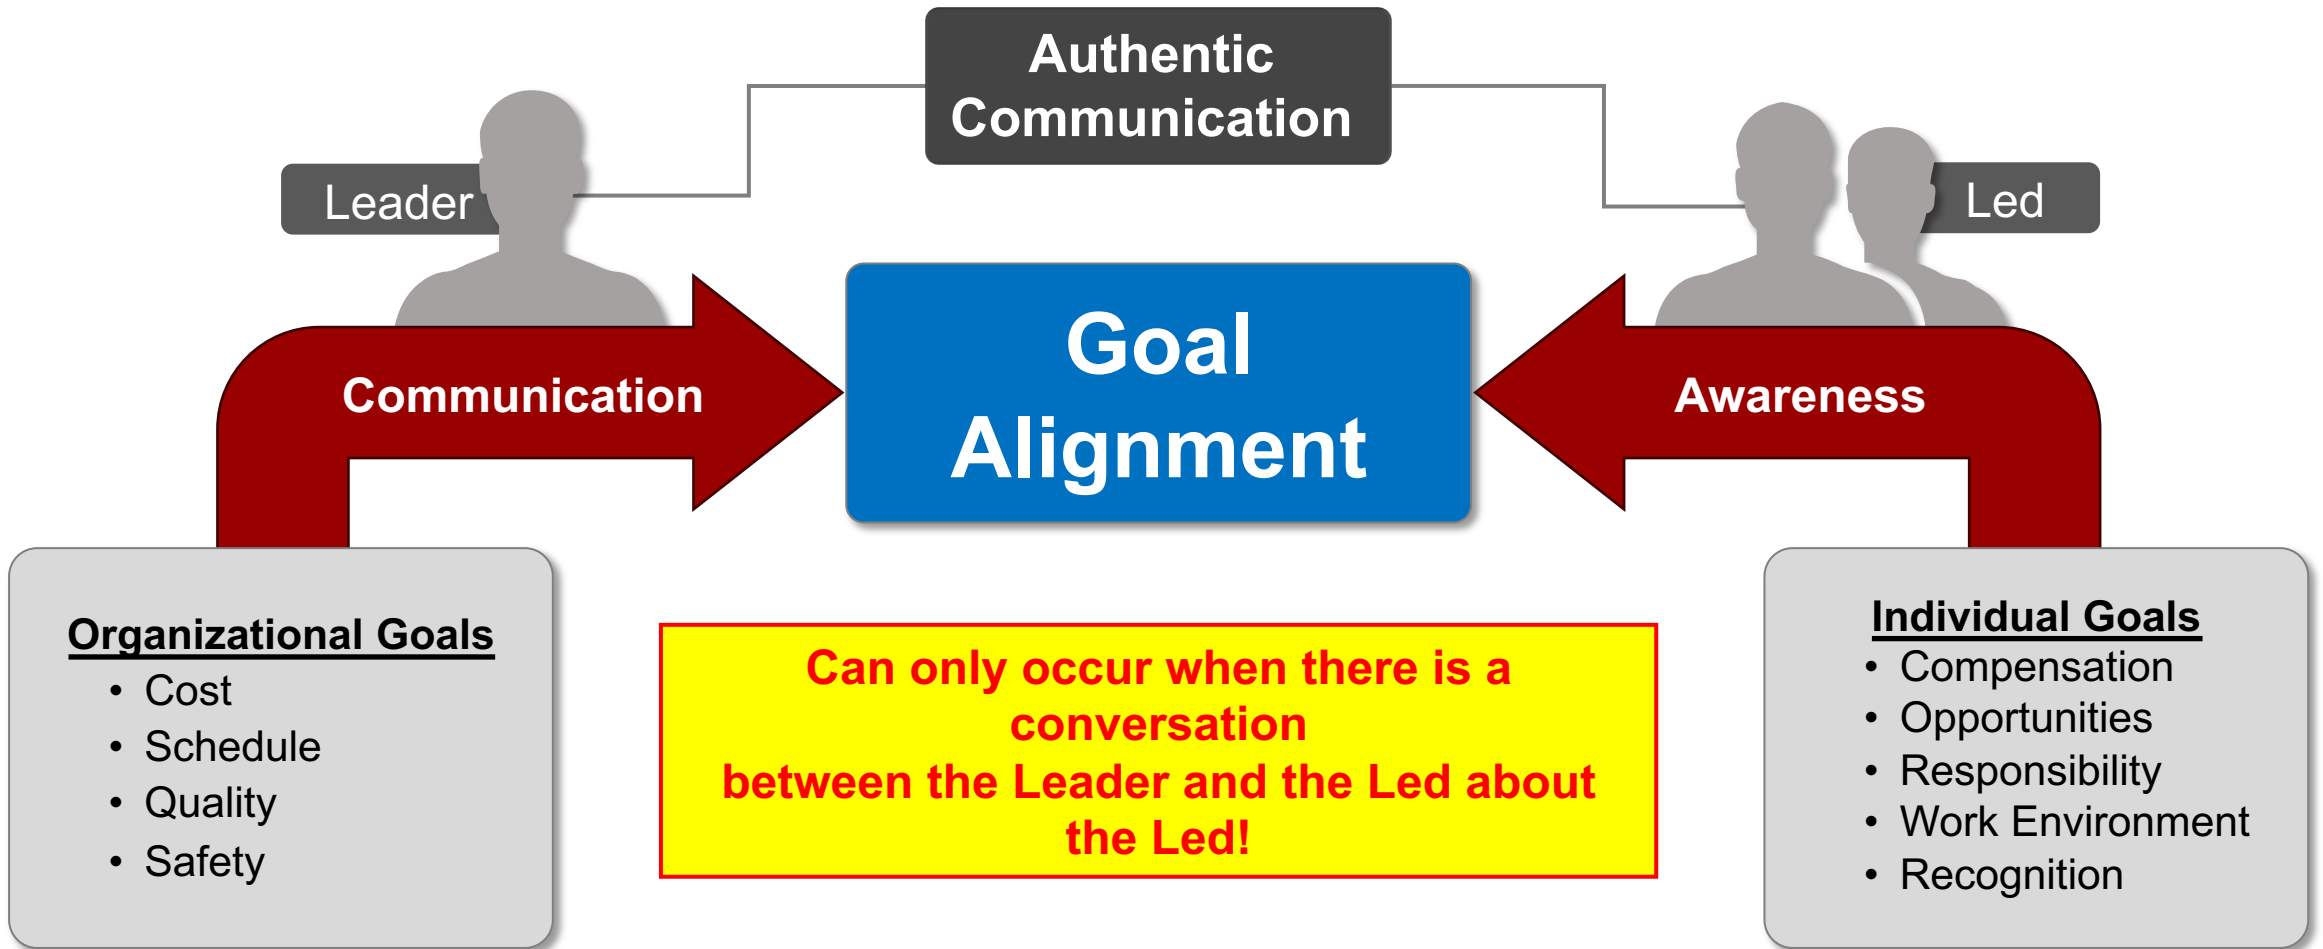 Authentic
Communication
Leader
Led
Goal
Alignment
Communication
Awareness
Organizational Goals
• Cost
• Schedule
• Quality
• Safety
Can only occur when there is a
conversation
between the Leader and the Led about
the Led!
Individual Goals
• Compensation
• Opportunities
• Responsibility
• Work Environment
• Recognition